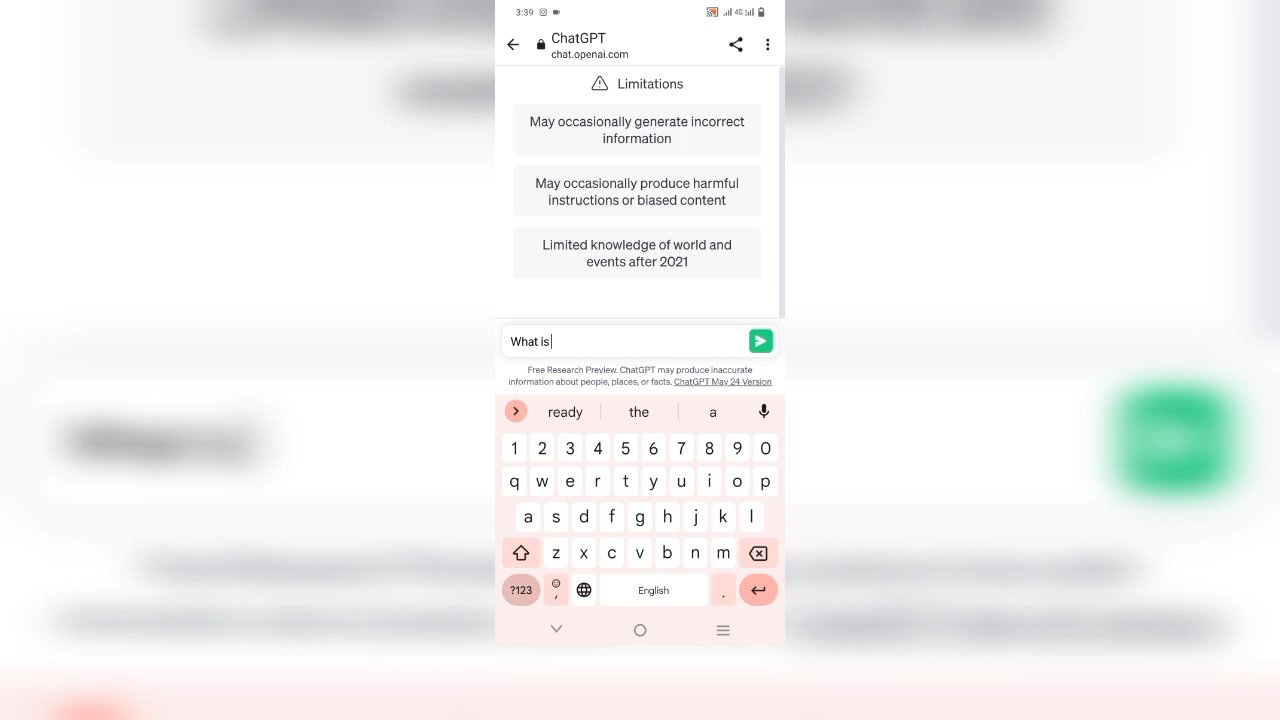 3:39 4G
ChatGPT
chat.openai.com
Limitations
May occasionally generate incorrect
information
May occasionally produce harmful
instructions or biased content
Limited knowledge of world and
events after 2021
What is
Free Research Preview. ChatGPT may produce inaccurate
information about people, places, or facts. ChatGPT May 24 Version
ready the a
1 2 3 4 5 6 7 8 9 0
q w e r t y u i o p
a s d f g h j k l
z x c v b n m
?123 , English .